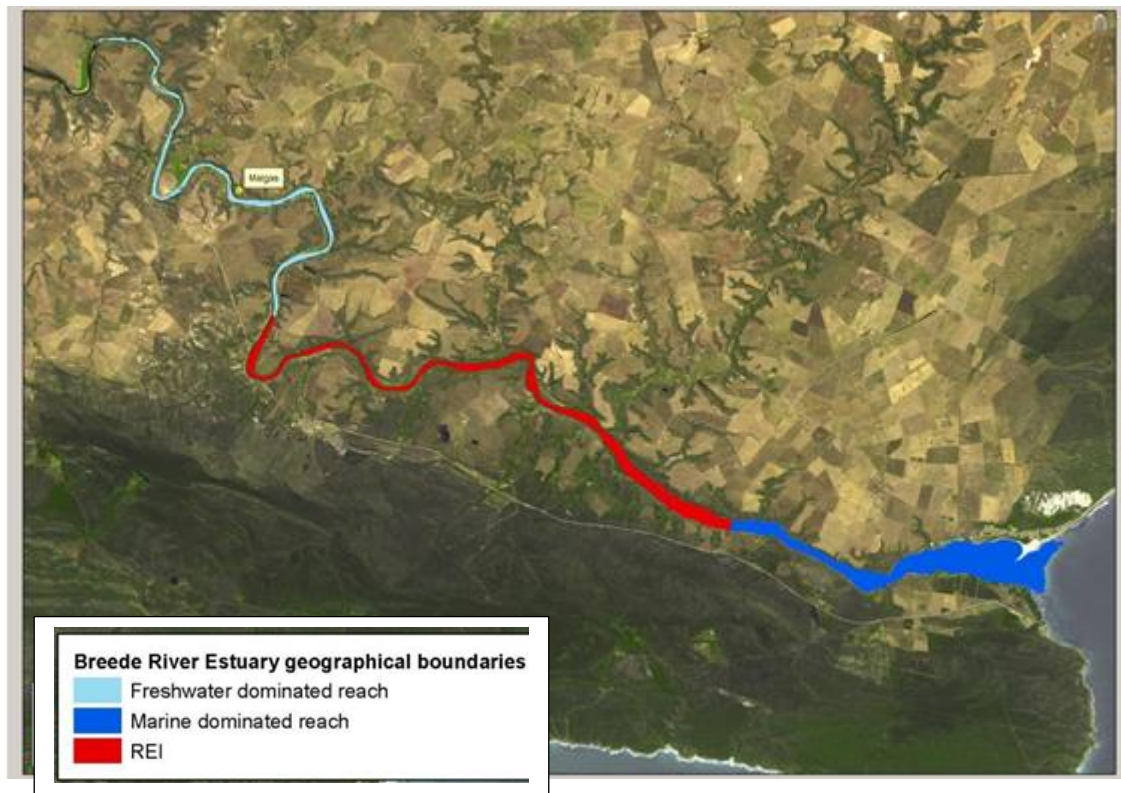 Malgas
Breede River Estuary geographical boundaries
Freshwater dominated reach
Marine dominated reach
REI